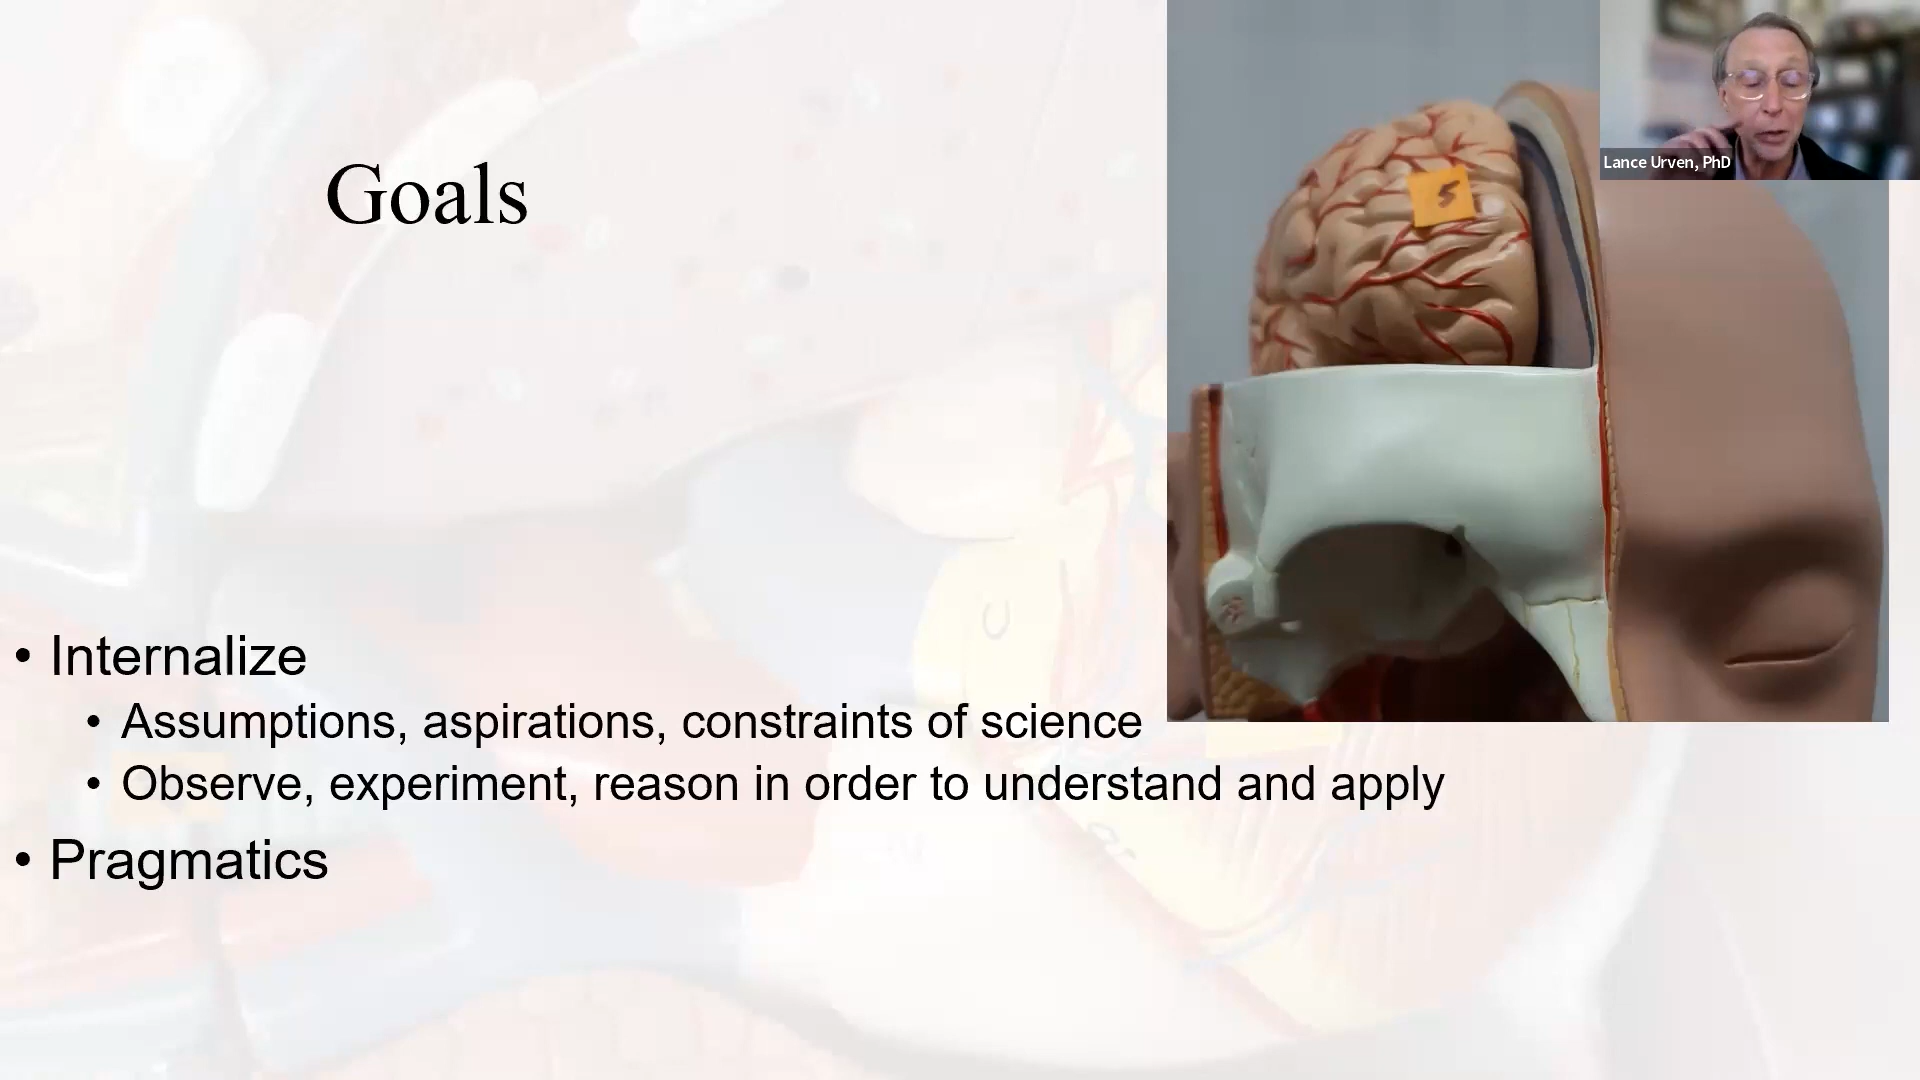 Goals
Lance Urven, PhD
5
• Internalize
• Assumptions, aspirations, constraints of science
• Observe, experiment, reason in order to understand and apply
• Pragmatics